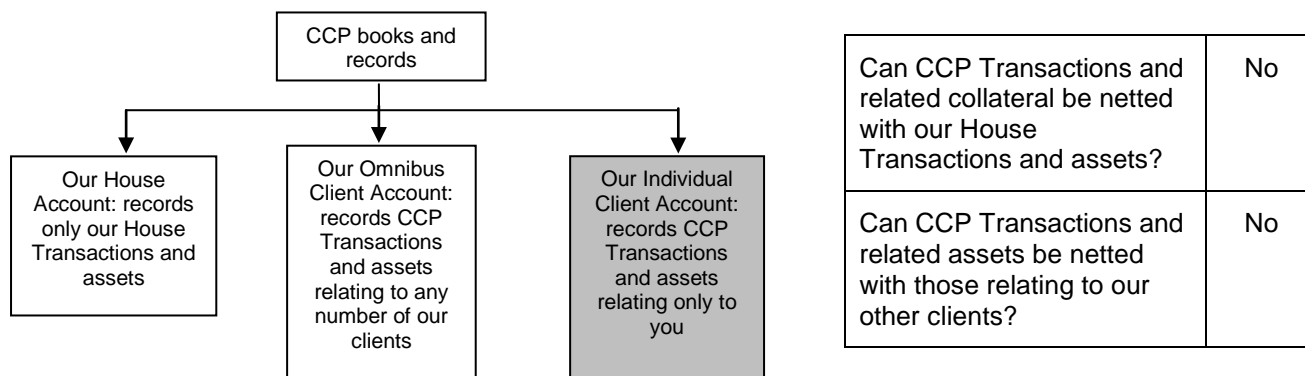 CCP books and
records
Our House
Account: records
only our House
Transactions and
assets
Our Omnibus
Client Account:
records CCP
Transactions
and assets
relating to any
number of our
clients
Our Individual
Client Account:
records CCP
Transactions
and assets
relating only to
you
Can CCP Transactions and
related collateral be netted
with our House
Transactions and assets?
No
Can CCP Transactions and
related assets be netted
with those relating to our
other clients?
No